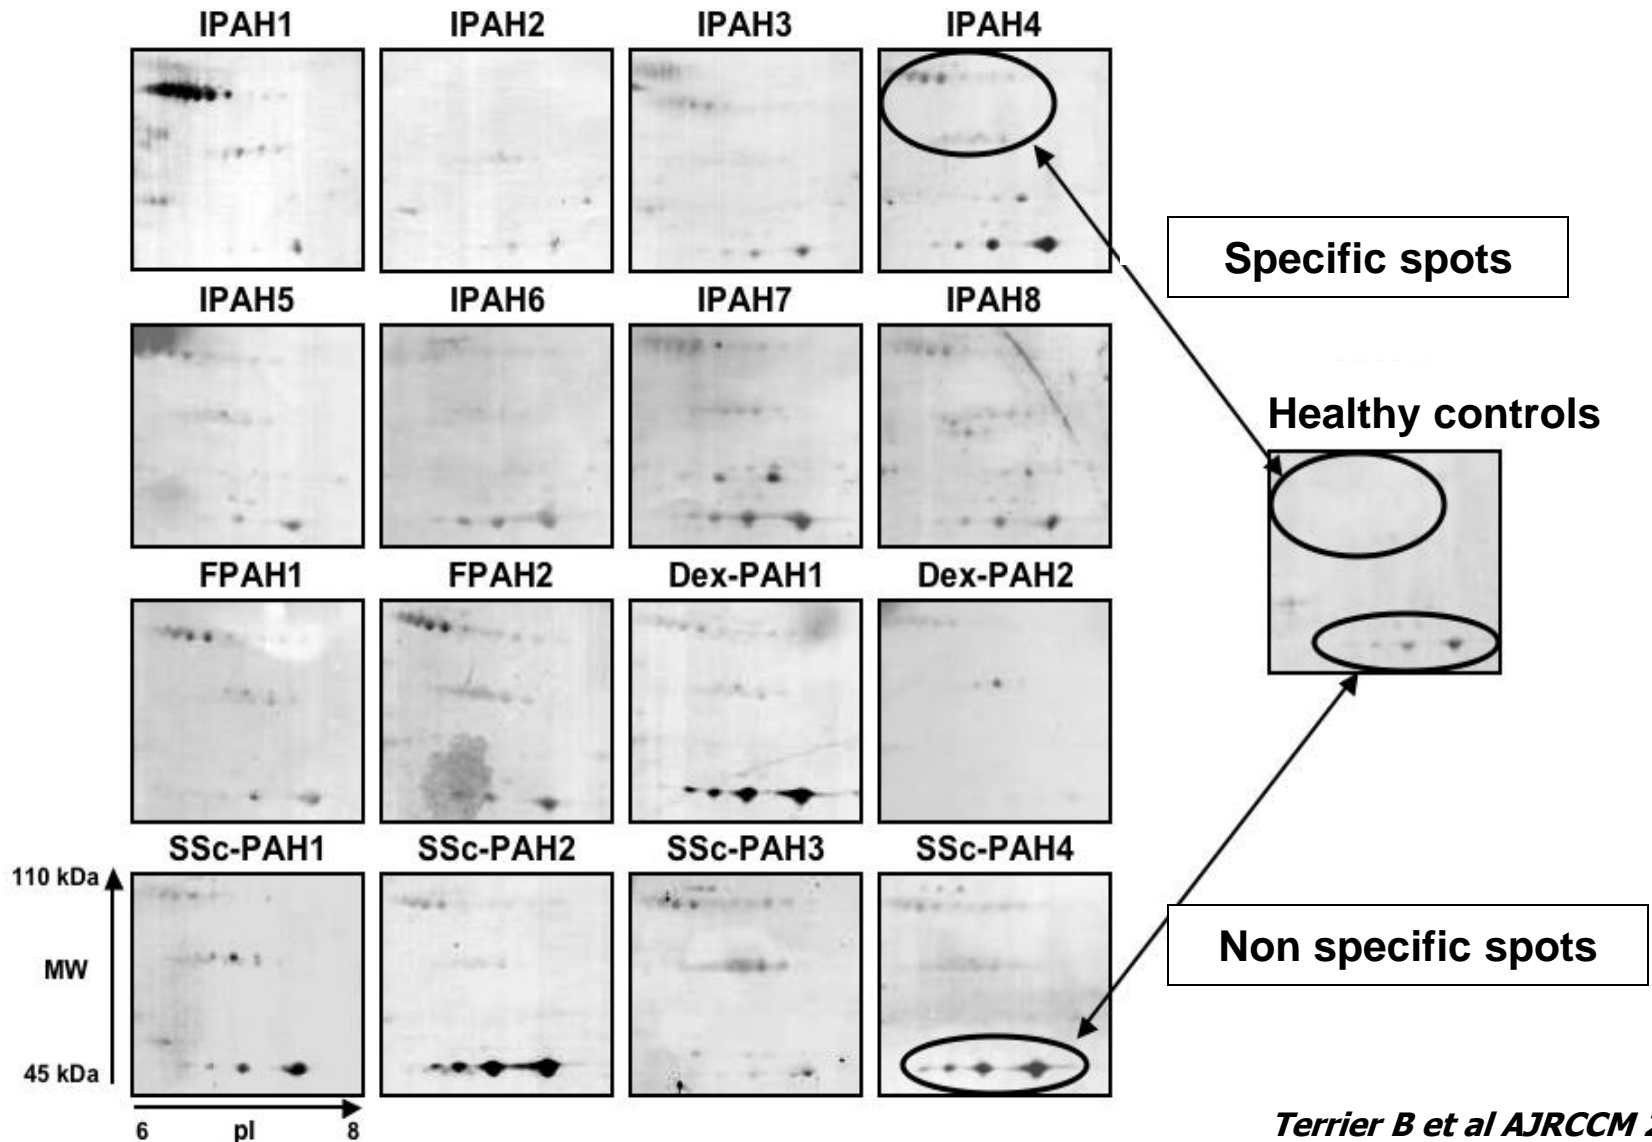 IPAH1 IPAH2 IPAH3 IPAH4
Specific spots
IPAH5 IPAH6 IPAH7 IPAH8
Healthy controls
FPAH1 FPAH2 Dex-PAH1 Dex-PAH2
SSc-PAH1 SSc-PAH2 SSc-PAH3 SSc-PAH4
110 kDa
MW
Non specific spots
45 kDa
6 pI 8
Terrier B et al AJRCCM